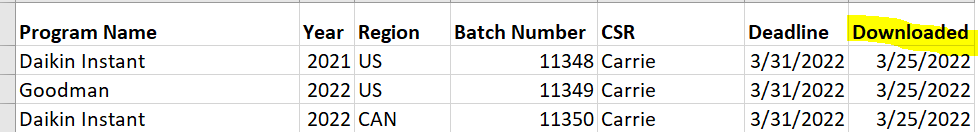 Program Name Year Region Batch Number CSR Deadline Downloaded
Daikin Instant 2021 US 11348 Carrie 3/31/2022 3/25/2022
Goodman 2022 US 11349 Carrie 3/31/2022 3/25/2022
Daikin Instant 2022 CAN 11350 Carrie 3/31/2022 3/25/2022